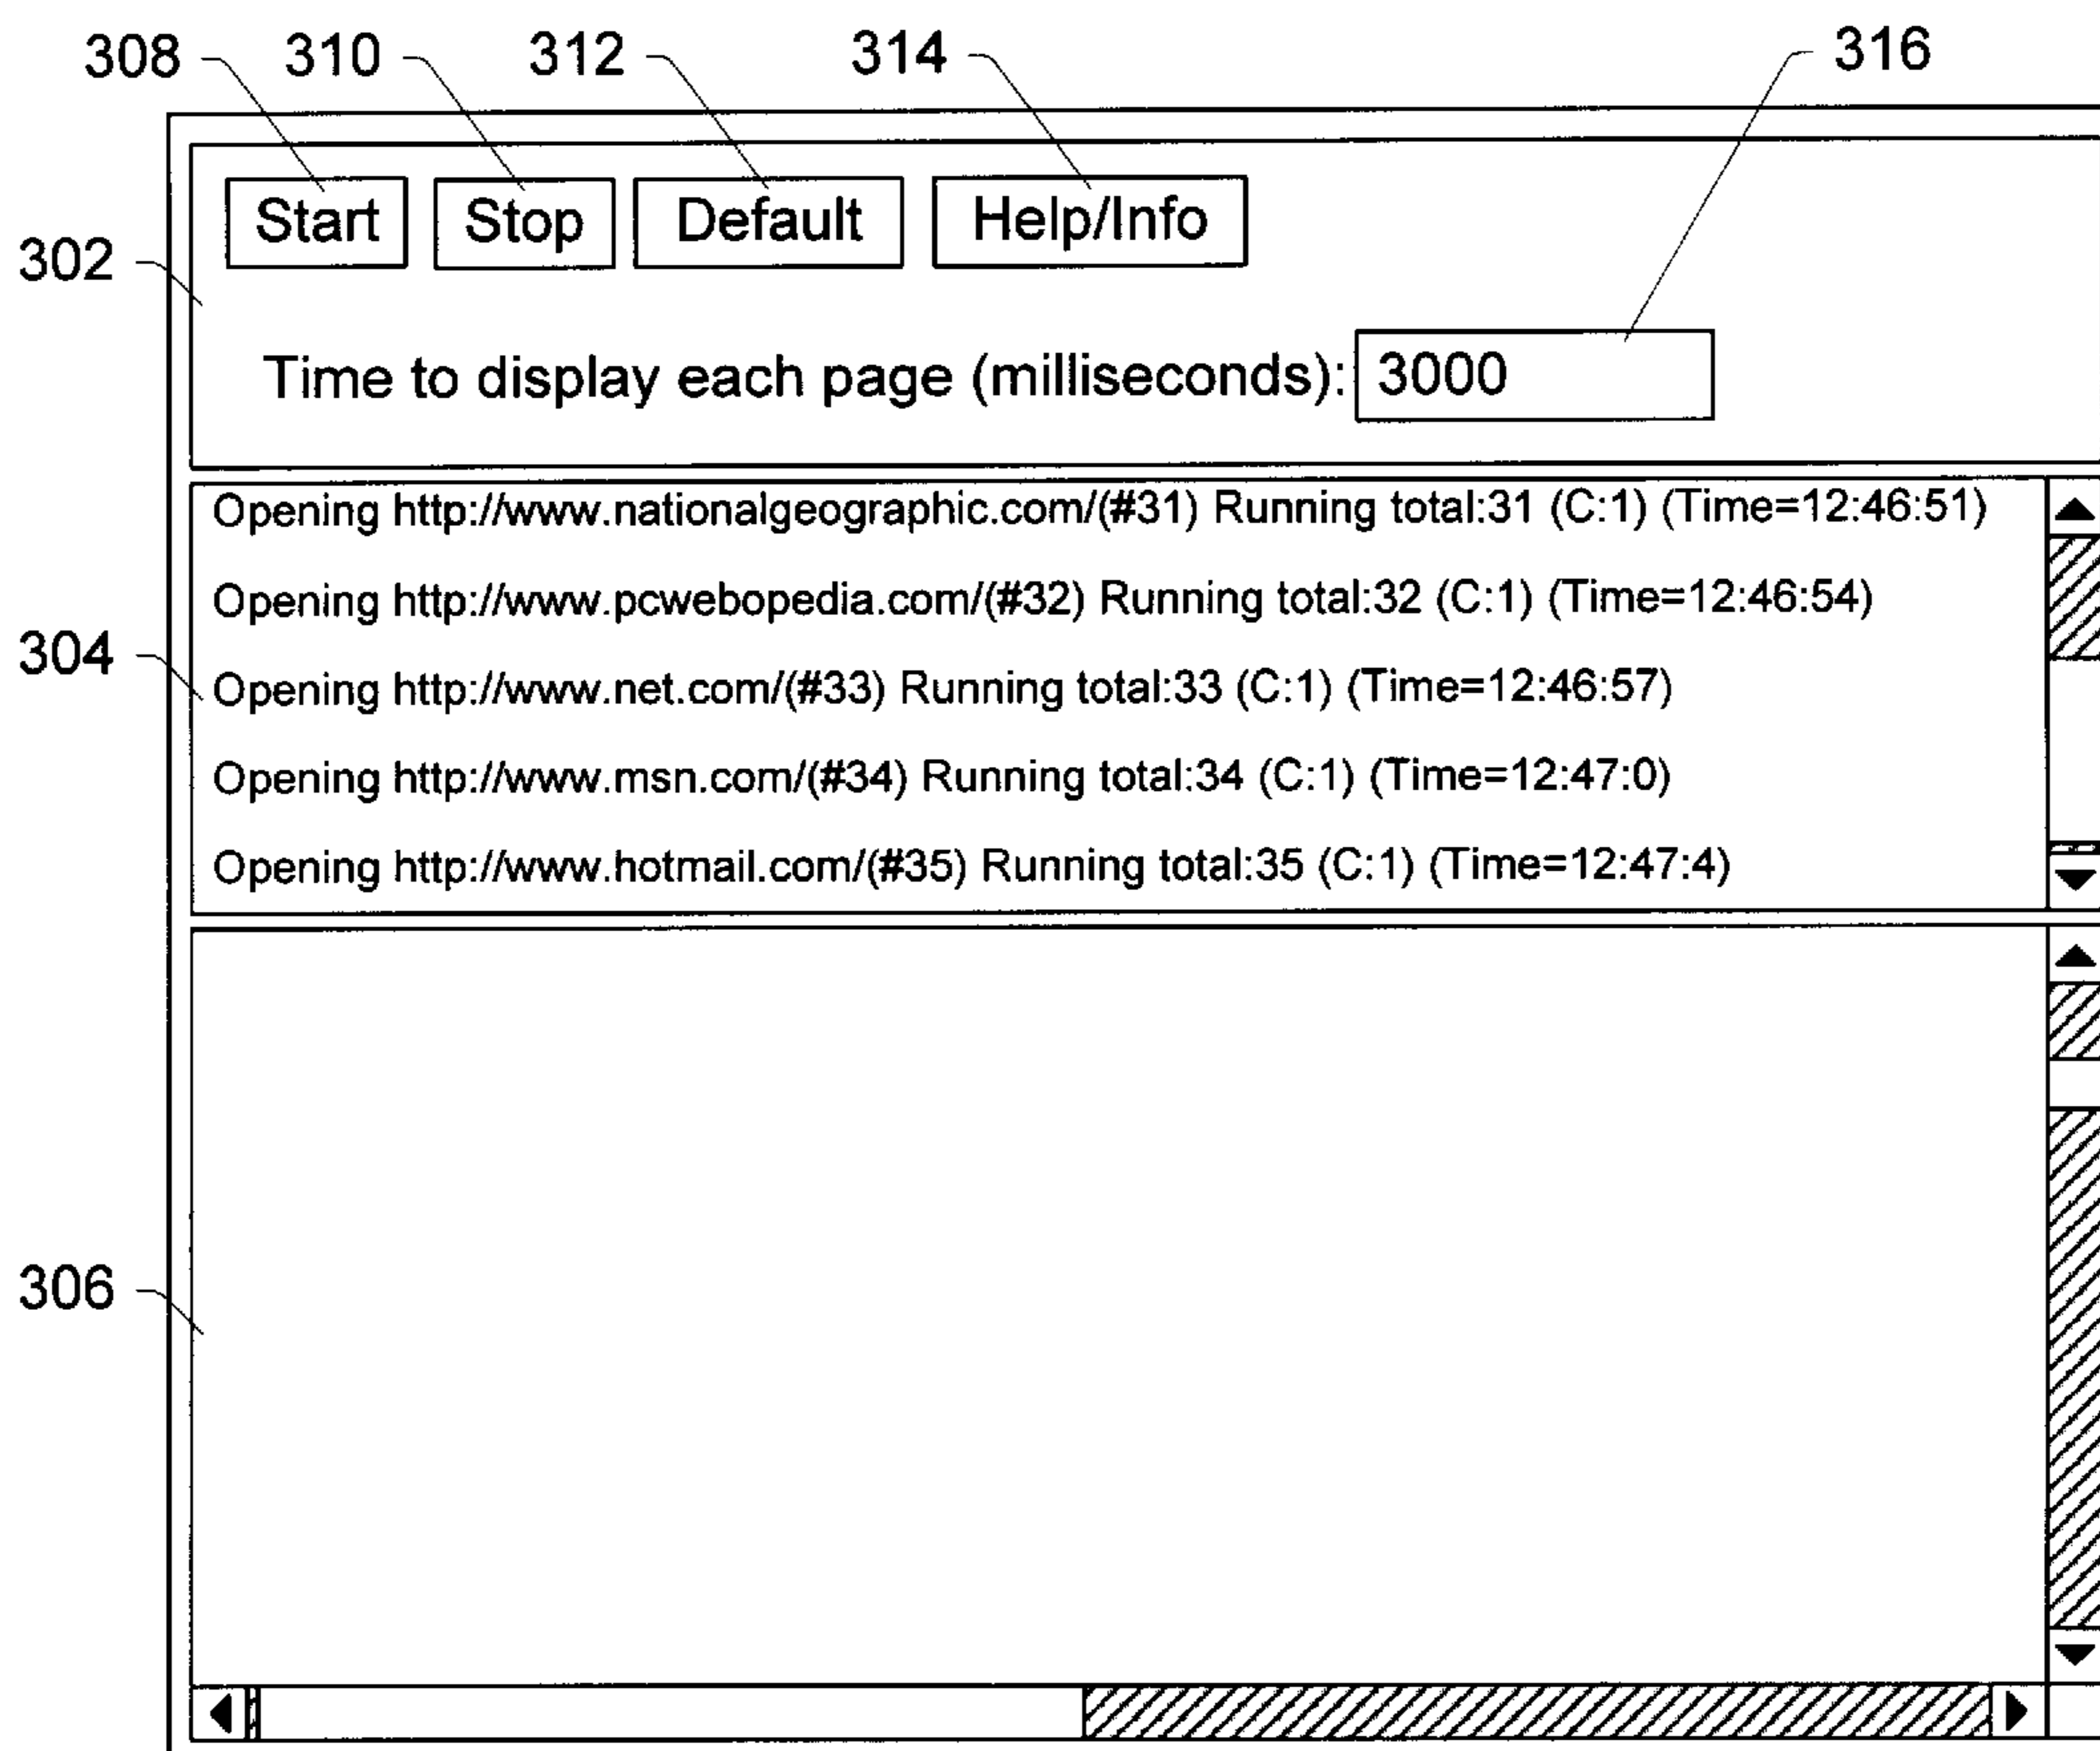 308 310 312 314 316
Start Stop Default Help/Info
302
Time to display each page (milliseconds): 3000
Opening http://www.nationalgeographic.com/(#31) Running total:31 (C:1) (Time=12:46:51)
Opening http://www.pcwebopedia.com/(#32) Running total:32 (C:1) (Time=12:46:54)
304
Opening http://www.net.com/(#33) Running total:33 (C:1) (Time=12:46:57)
Opening http://www.msn.com/(#34) Running total:34 (C:1) (Time=12:47:0)
Opening http://www.hotmail.com/(#35) Running total:35 (C:1) (Time=12:47:4)
306